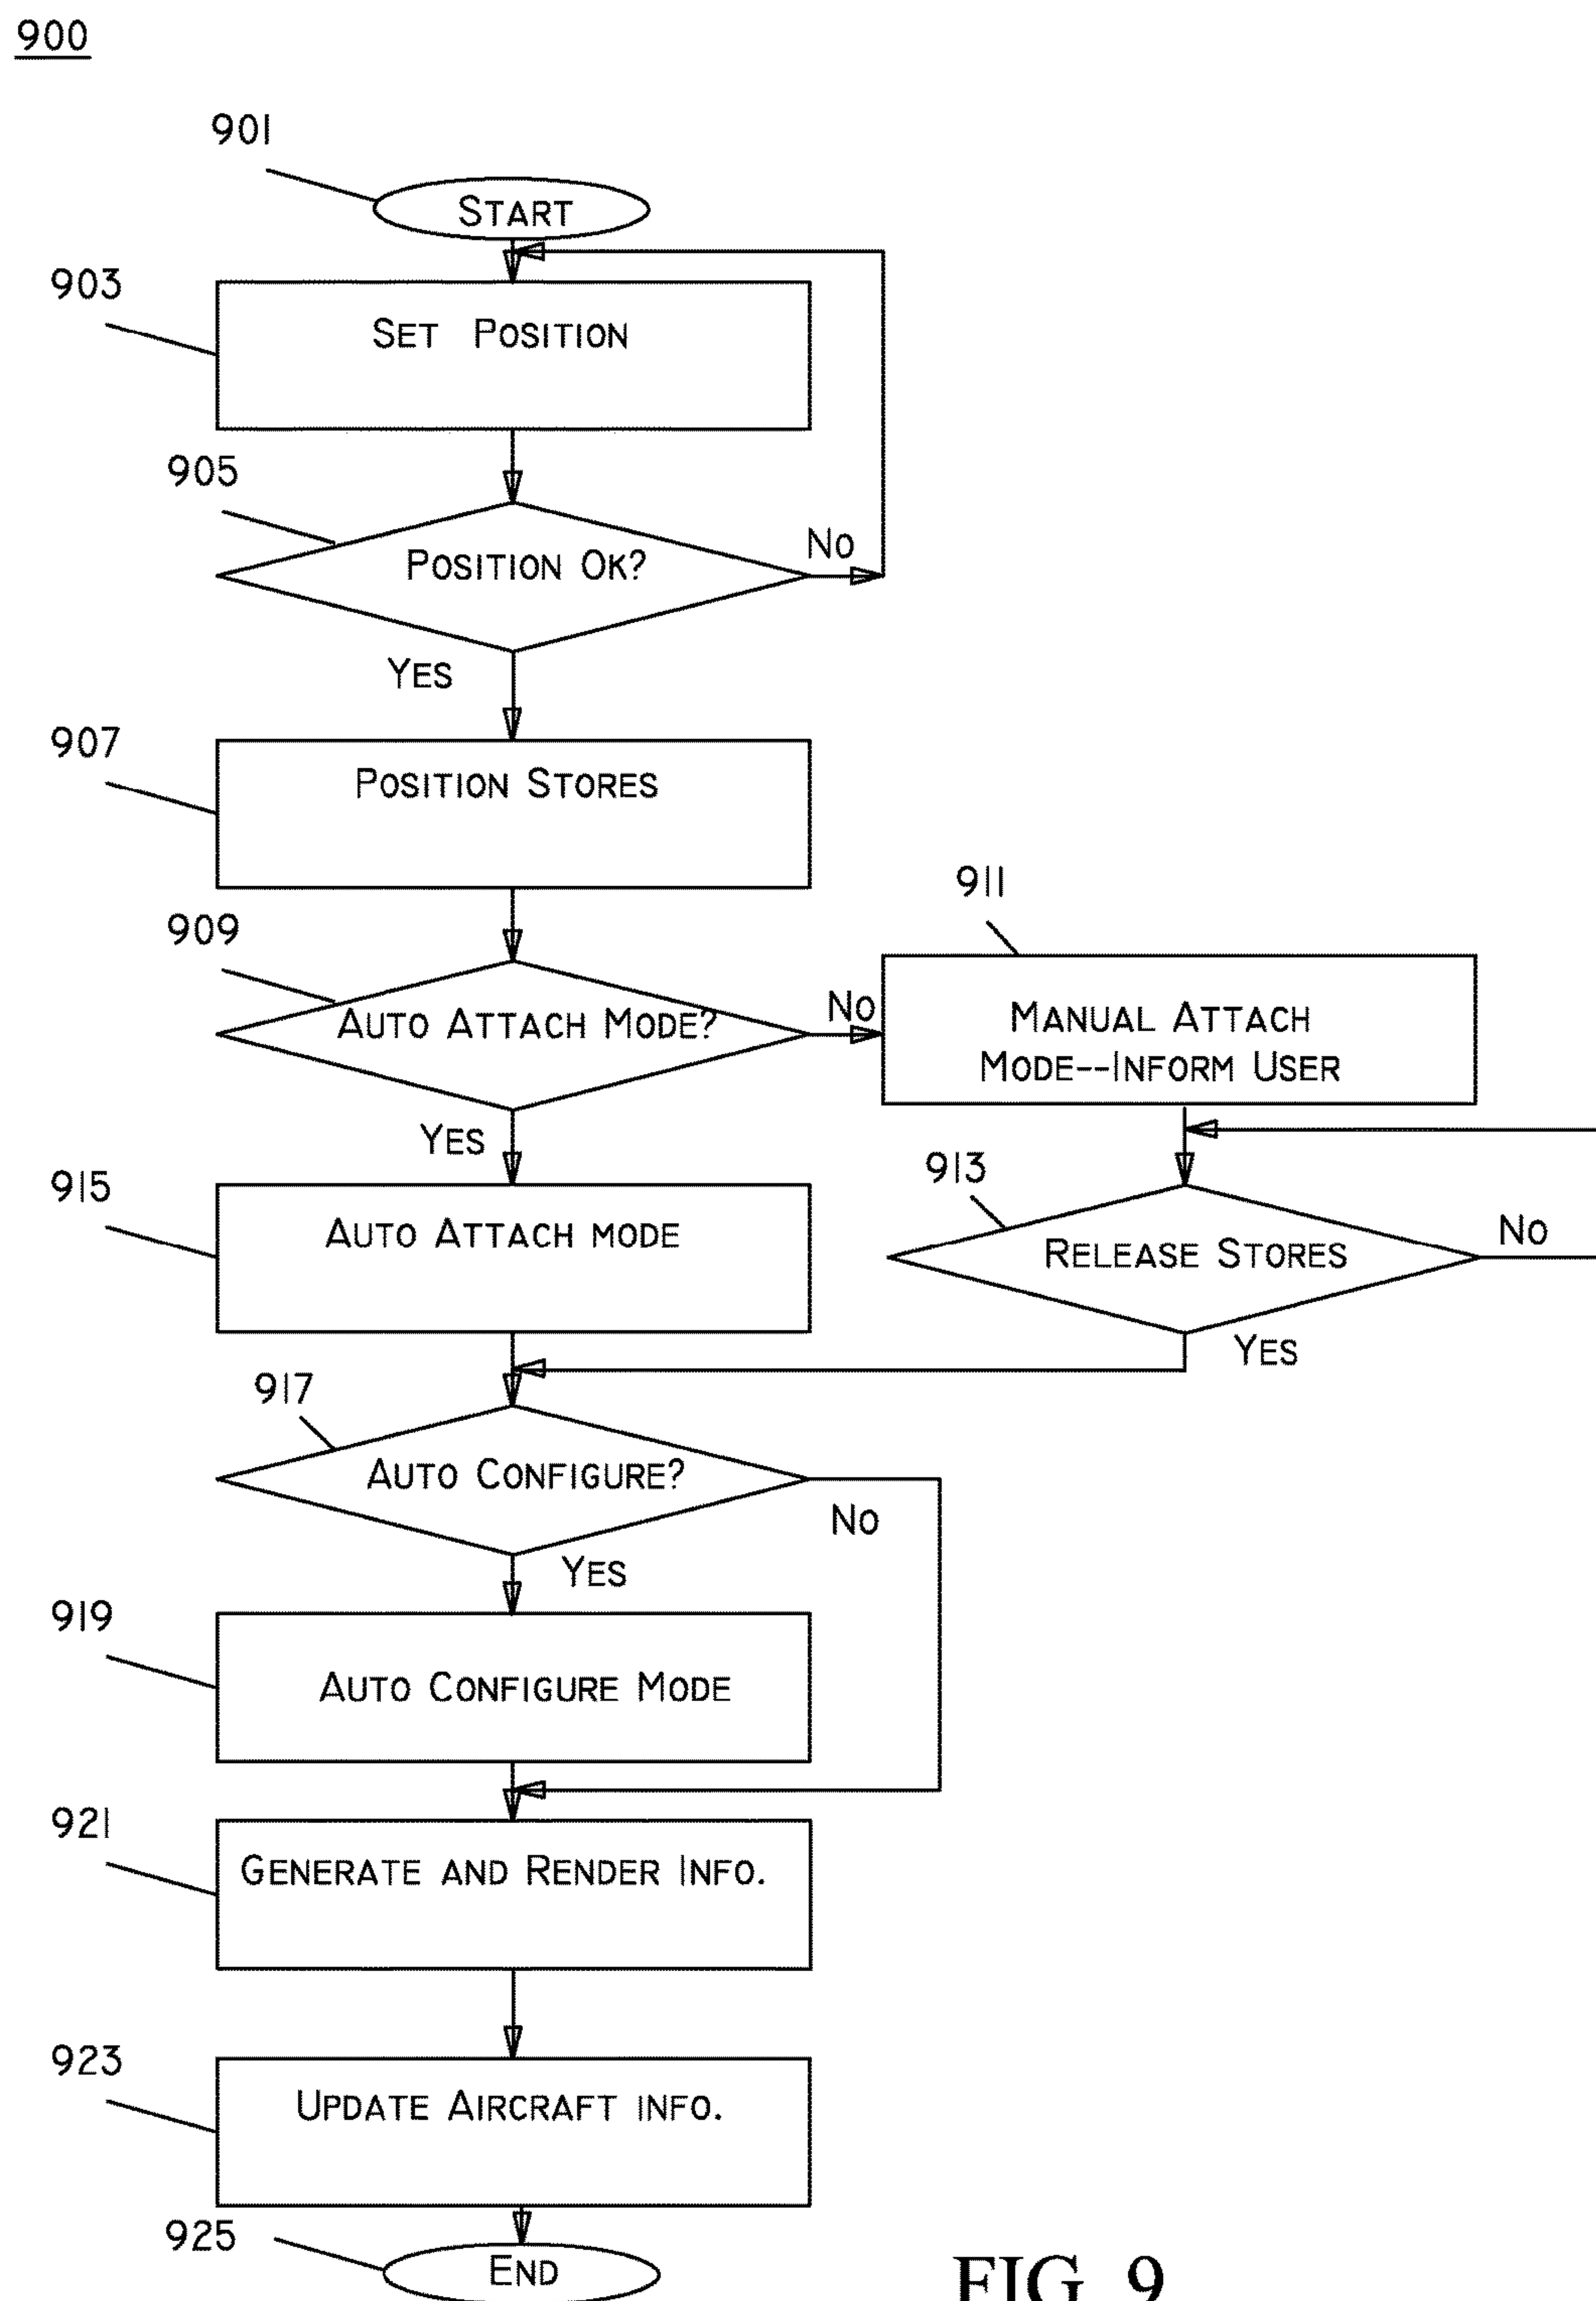 900
901
START
903
SET POSITION
905
POSITION OK?
NO
YES
907
POSITION STORES
909
AUTO ATTACH MODE?
NO
911
MANUAL ATTACH
MODE--INFORM USER
YES
913
RELEASE STORES
NO
YES
915
AUTO ATTACH MODE
917
AUTO CONFIGURE?
NO
YES
919
AUTO CONFIGURE MODE
921
GENERATE AND RENDER INFO.
923
UPDATE AIRCRAFT INFO.
925
END
FIG. 9